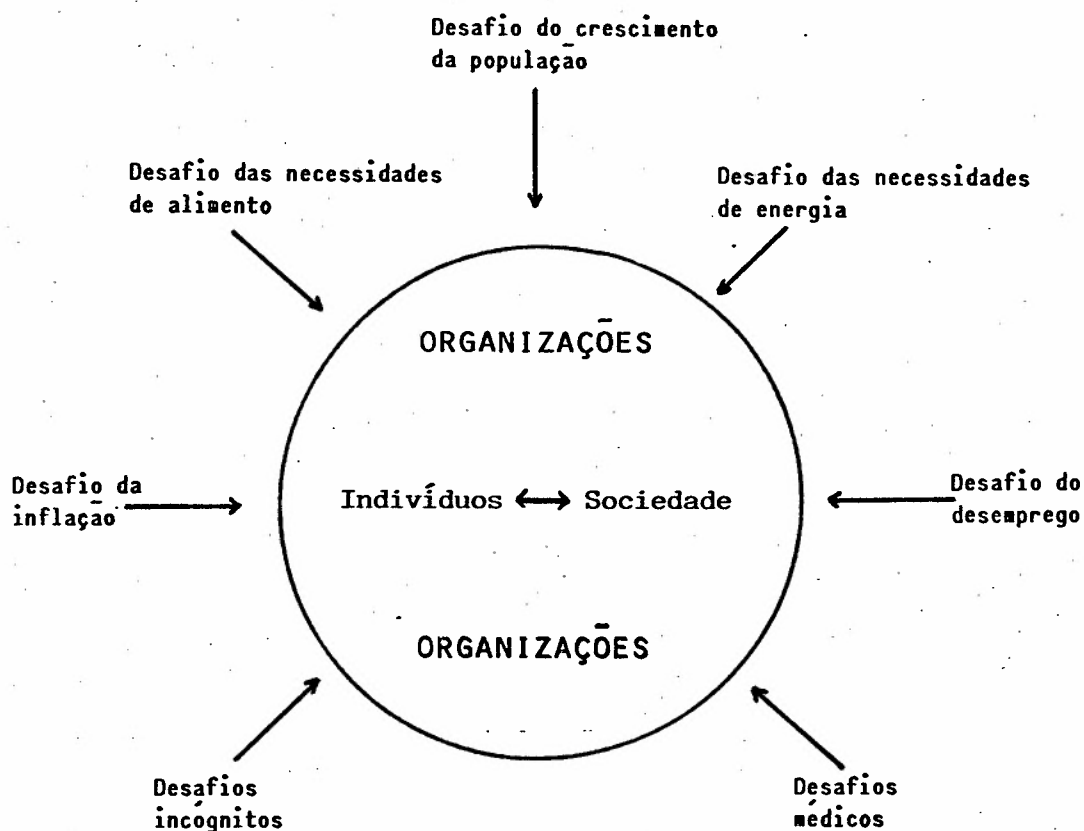 Desafio do crescimento
da população
Desafio das necessidades
de alimento
Desafio das necessidades
de energia
ORGANIZAÇÕES
Desafio da
inflação
Indivíduos ↔ Sociedade
Desafio do
desemprego
ORGANIZAÇÕES
Desafios
incógnitos
Desafios
médicos